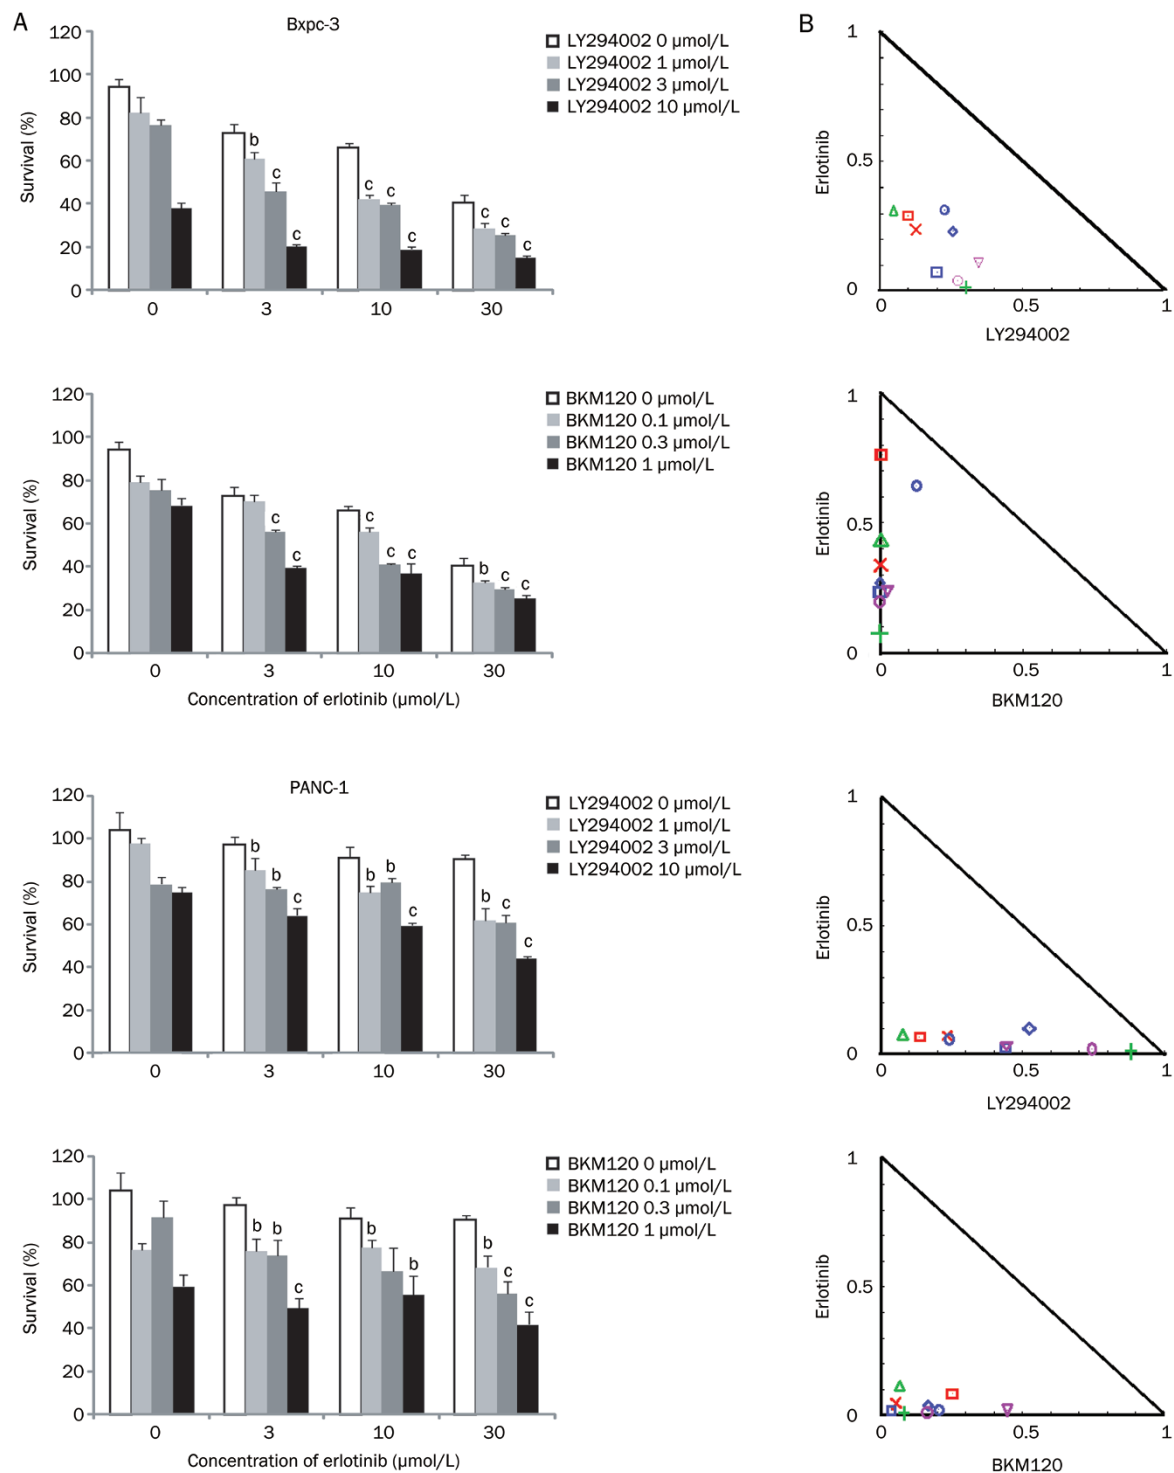 A
Bxpc-3
B
120
100
80
60
40
20
0
Survival (%)
b
c
c
c
c
c
c
c
c
0
3
10
30
LY294002 0 µmol/L
LY294002 1 µmol/L
LY294002 3 µmol/L
LY294002 10 µmol/L
1
0.5
0
Erlotinib
0
0.5
1
LY294002
120
100
80
60
40
20
0
Survival (%)
c
c
c
c
c
b
c
c
0
3
10
30
Concentration of erlotinib (µmol/L)
BKM120 0 µmol/L
BKM120 0.1 µmol/L
BKM120 0.3 µmol/L
BKM120 1 µmol/L
1
0.5
0
Erlotinib
0
0.5
1
BKM120
PANC-1
120
100
80
60
40
20
0
Survival (%)
b
b
c
b
b
c
b
c
c
0
3
10
30
LY294002 0 µmol/L
LY294002 1 µmol/L
LY294002 3 µmol/L
LY294002 10 µmol/L
1
0.5
0
Erlotinib
0
0.5
1
LY294002
120
100
80
60
40
20
0
Survival (%)
b
b
c
b
b
b
c
c
0
3
10
30
Concentration of erlotinib (µmol/L)
BKM120 0 µmol/L
BKM120 0.1 µmol/L
BKM120 0.3 µmol/L
BKM120 1 µmol/L
1
0.5
0
Erlotinib
0
0.5
1
BKM120